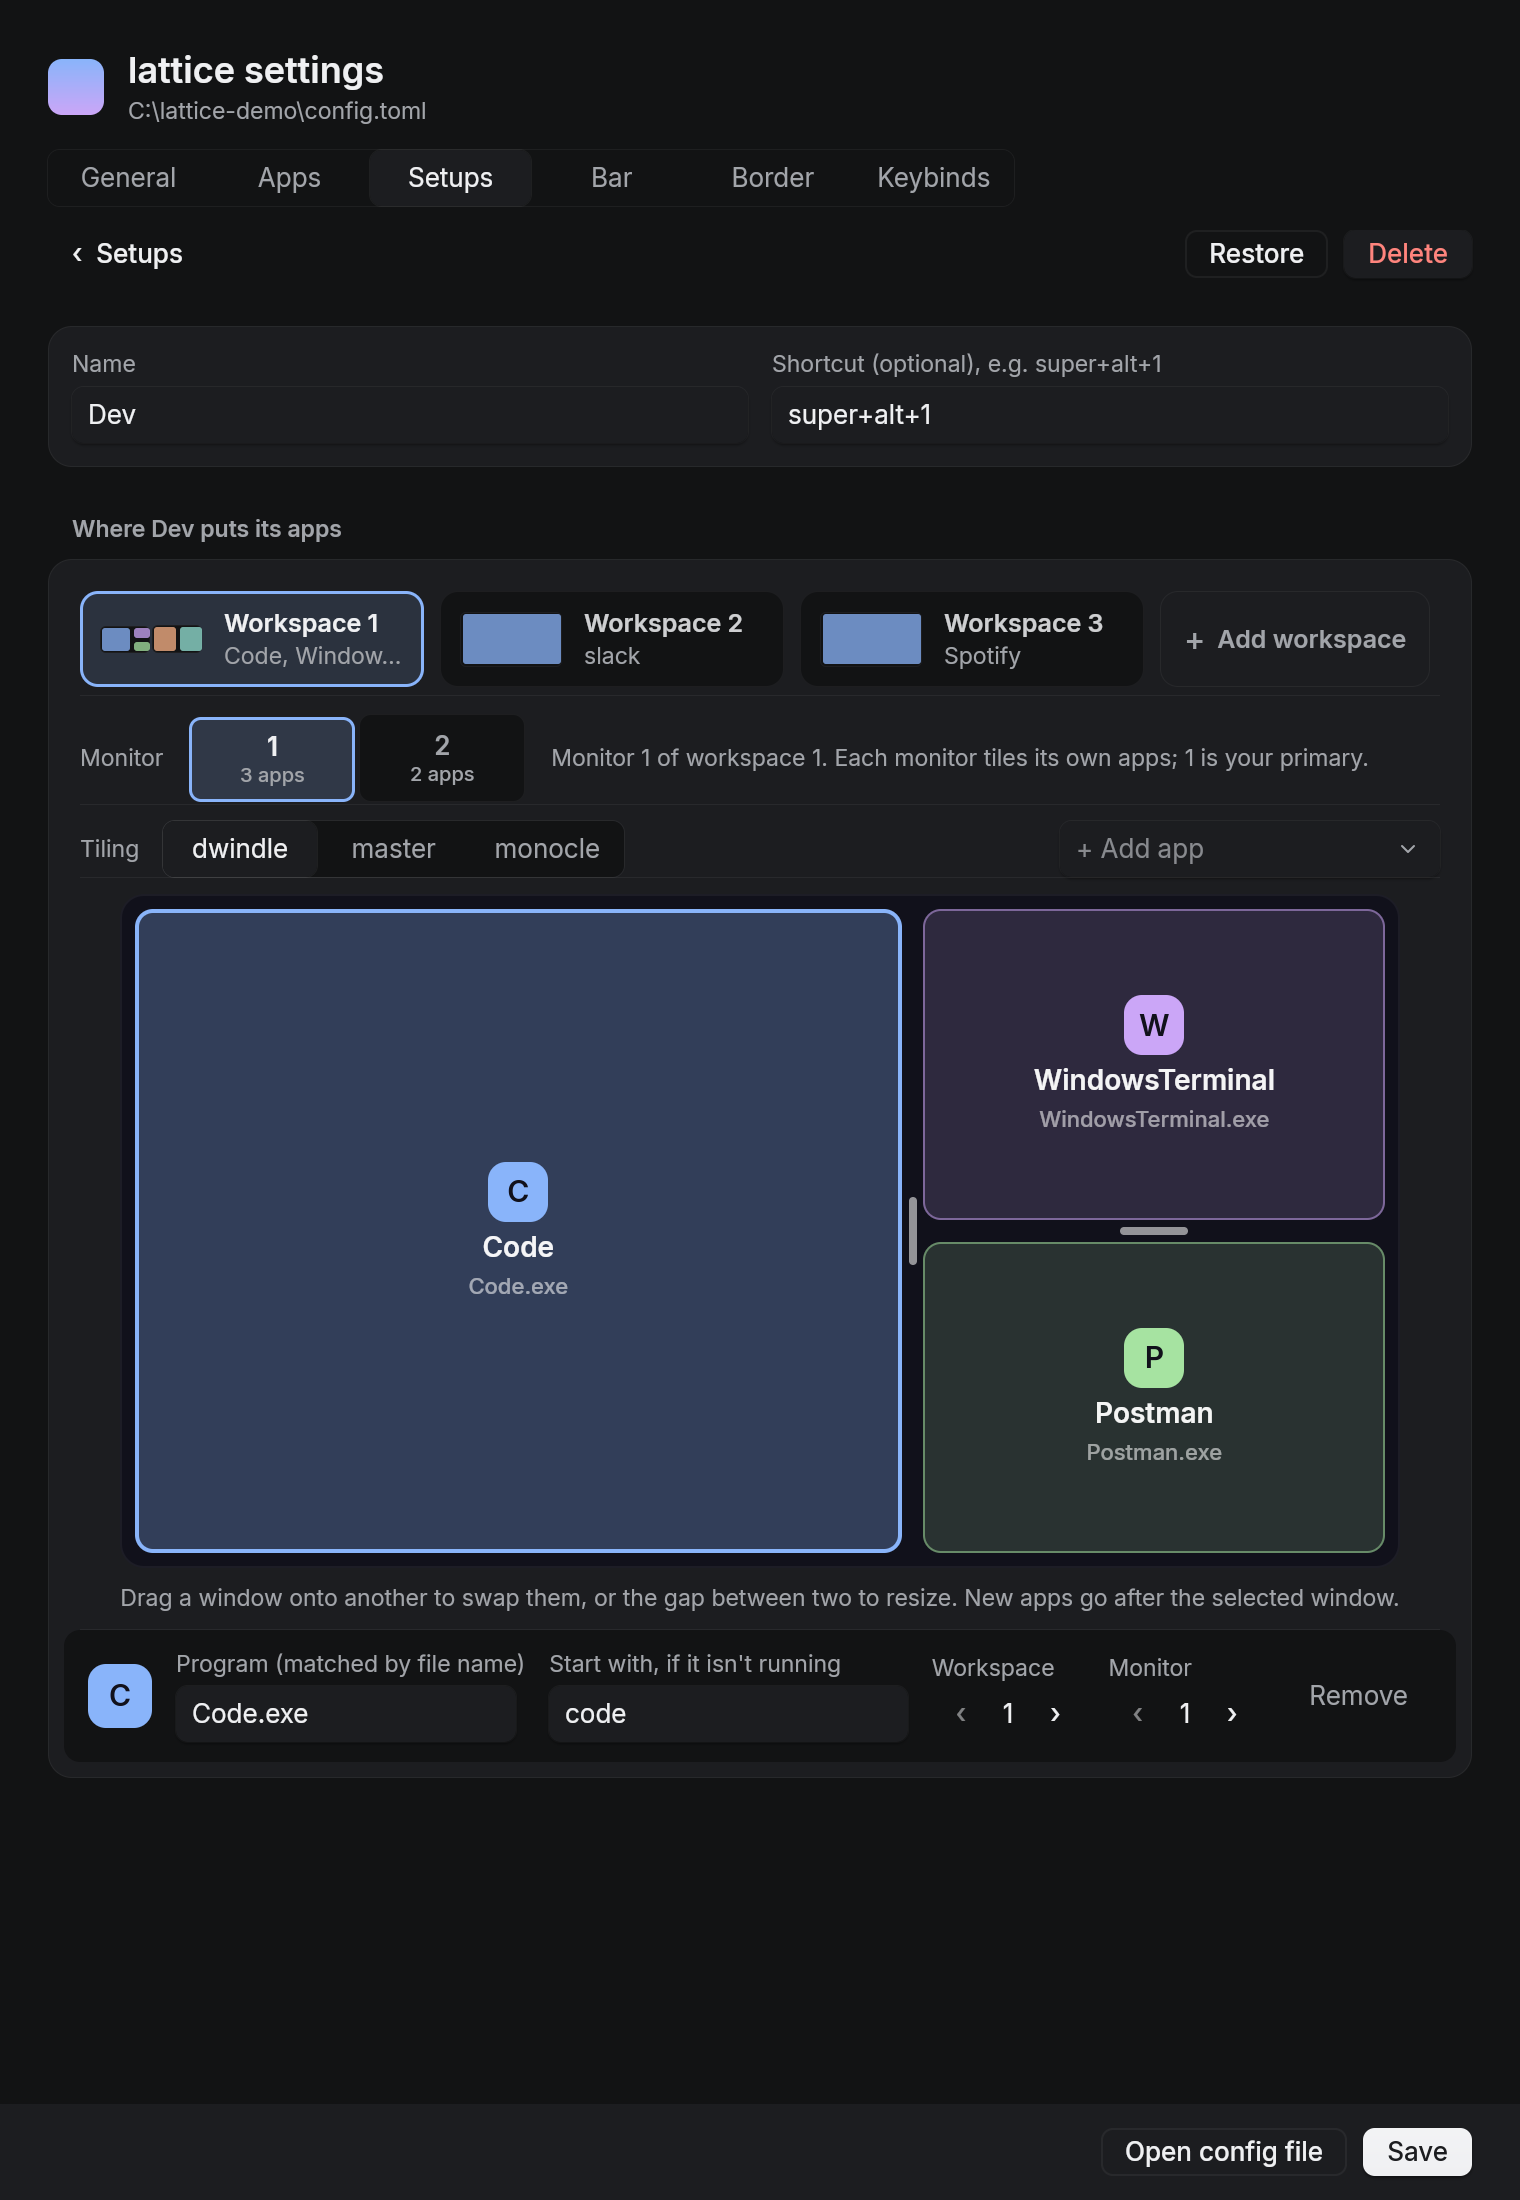 lattice settings
C:\lattice-demo\config.toml
General Apps Setups Bar Border Keybinds
‹ Setups Restore Delete
Name Shortcut (optional), e.g. super+alt+1
Dev super+alt+1
Where Dev puts its apps
Workspace 1 Workspace 2 Workspace 3 + Add workspace
Code, Window... slack Spotify
Monitor 1 2 Monitor 1 of workspace 1. Each monitor tiles its own apps; 1 is your primary.
3 apps 2 apps
Tiling dwindle master monocle + Add app
W
WindowsTerminal
WindowsTerminal.exe
C
Code
Code.exe
P
Postman
Postman.exe
Drag a window onto another to swap them, or the gap between two to resize. New apps go after the selected window.
Program (matched by file name) Start with, if it isn't running Workspace Monitor
C Code.exe code ‹ 1 › ‹ 1 › Remove
Open config file Save